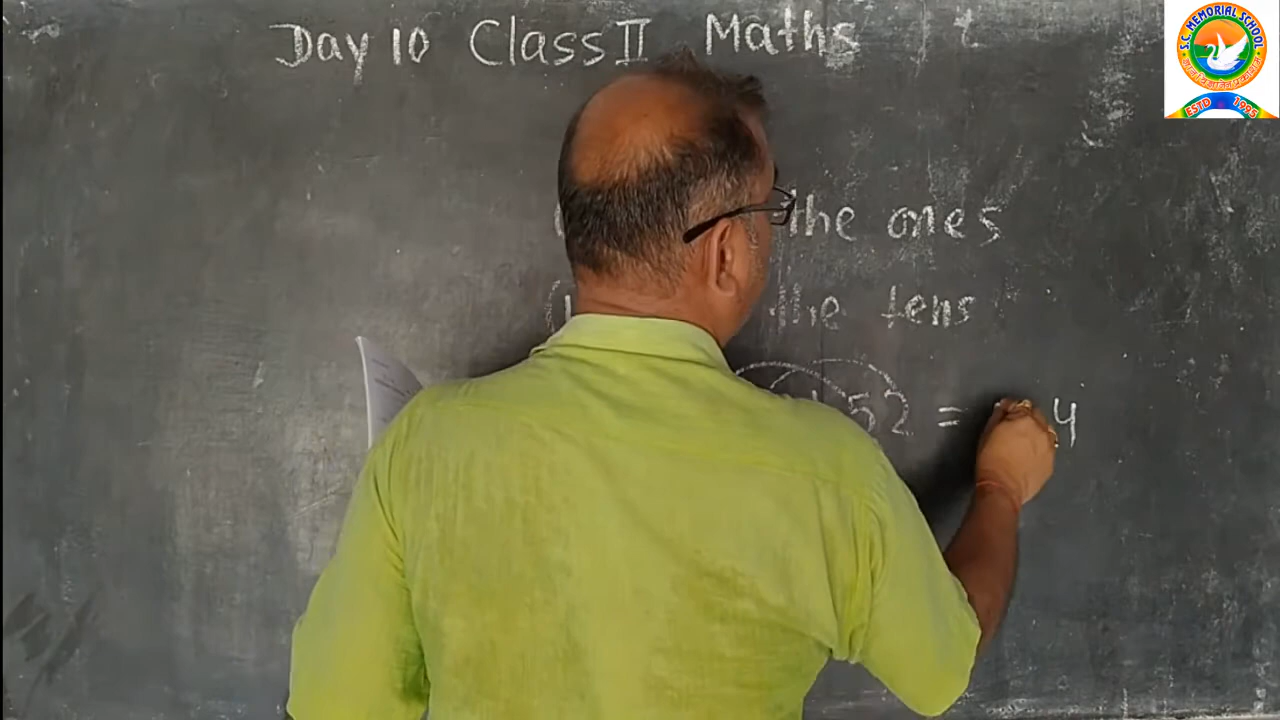 Day 10 Class II Maths
S.C. MEMORIAL SCHOOL
ESTD 1995
the ones
the tens
52 = 4